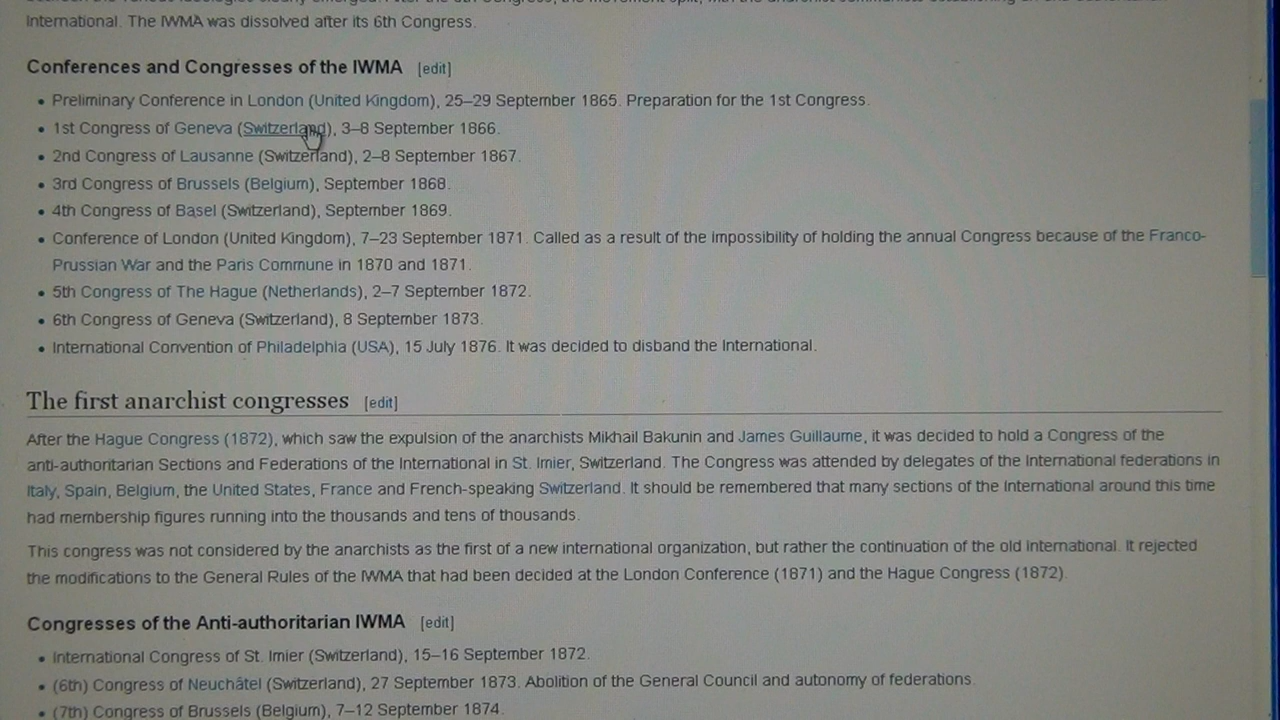 International. The IWMA was dissolved after its 6th Congress.
Conferences and Congresses of the IWMA [edit]
• Preliminary Conference in London (United Kingdom), 25–29 September 1865. Preparation for the 1st Congress.
• 1st Congress of Geneva (Switzerland), 3–8 September 1866.
• 2nd Congress of Lausanne (Switzerland), 2–8 September 1867.
• 3rd Congress of Brussels (Belgium), September 1868.
• 4th Congress of Basel (Switzerland), September 1869.
• Conference of London (United Kingdom), 7–23 September 1871. Called as a result of the impossibility of holding the annual Congress because of the Franco-
Prussian War and the Paris Commune in 1870 and 1871.
• 5th Congress of The Hague (Netherlands), 2–7 September 1872.
• 6th Congress of Geneva (Switzerland), 8 September 1873.
• International Convention of Philadelphia (USA), 15 July 1876. It was decided to disband the International.
The first anarchist congresses [edit]
After the Hague Congress (1872), which saw the expulsion of the anarchists Mikhail Bakunin and James Guillaume, it was decided to hold a Congress of the
anti-authoritarian Sections and Federations of the International in St. Imier, Switzerland. The Congress was attended by delegates of the International federations in
Italy, Spain, Belgium, the United States, France and French-speaking Switzerland. It should be remembered that many sections of the International around this time
had membership figures running into the thousands and tens of thousands.
This congress was not considered by the anarchists as the first of a new international organization, but rather the continuation of the old International. It rejected
the modifications to the General Rules of the IWMA that had been decided at the London Conference (1871) and the Hague Congress (1872).
Congresses of the Anti-authoritarian IWMA [edit]
• International Congress of St. Imier (Switzerland), 15–16 September 1872.
• (6th) Congress of Neuchâtel (Switzerland), 27 September 1873. Abolition of the General Council and autonomy of federations.
• (7th) Congress of Brussels (Belgium), 7–12 September 1874.